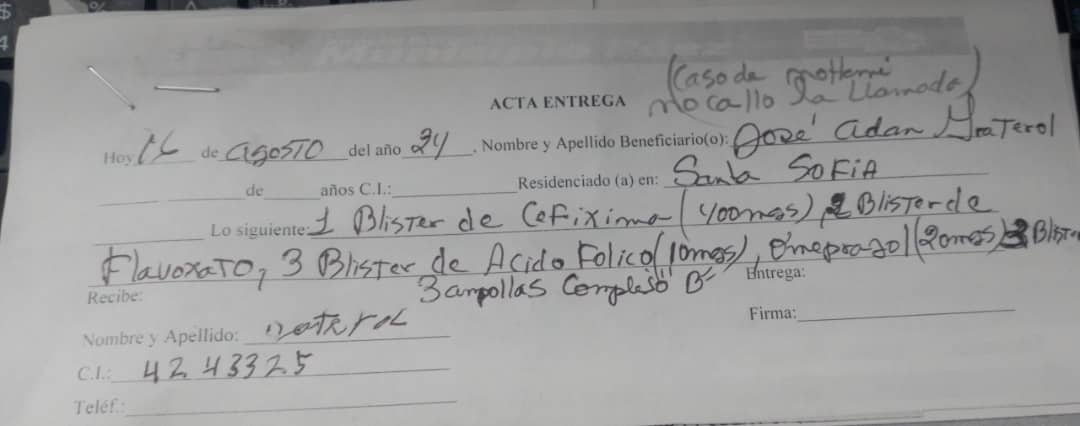 (Caso de
no callo la Llamada)
ACTA ENTREGA
Hoy 16 de agosto del año 24, Nombre y Apellido Beneficiario(o): José Adan Graterol
de años C.I.: Residenciado (a) en: Santa SoFiA
Lo siguiente: 1 Blister de Cefixima (400mgs), 2 Blister de
Flavoxato, 3 Blister de Acido Folico (10mgs), Omeprazol (20mgs) 3 Blister
3 ampollas Complejo B
Recibe: Entrega:
Nombre y Apellido: Firma:
C.I.: 4243325
Teléf.: